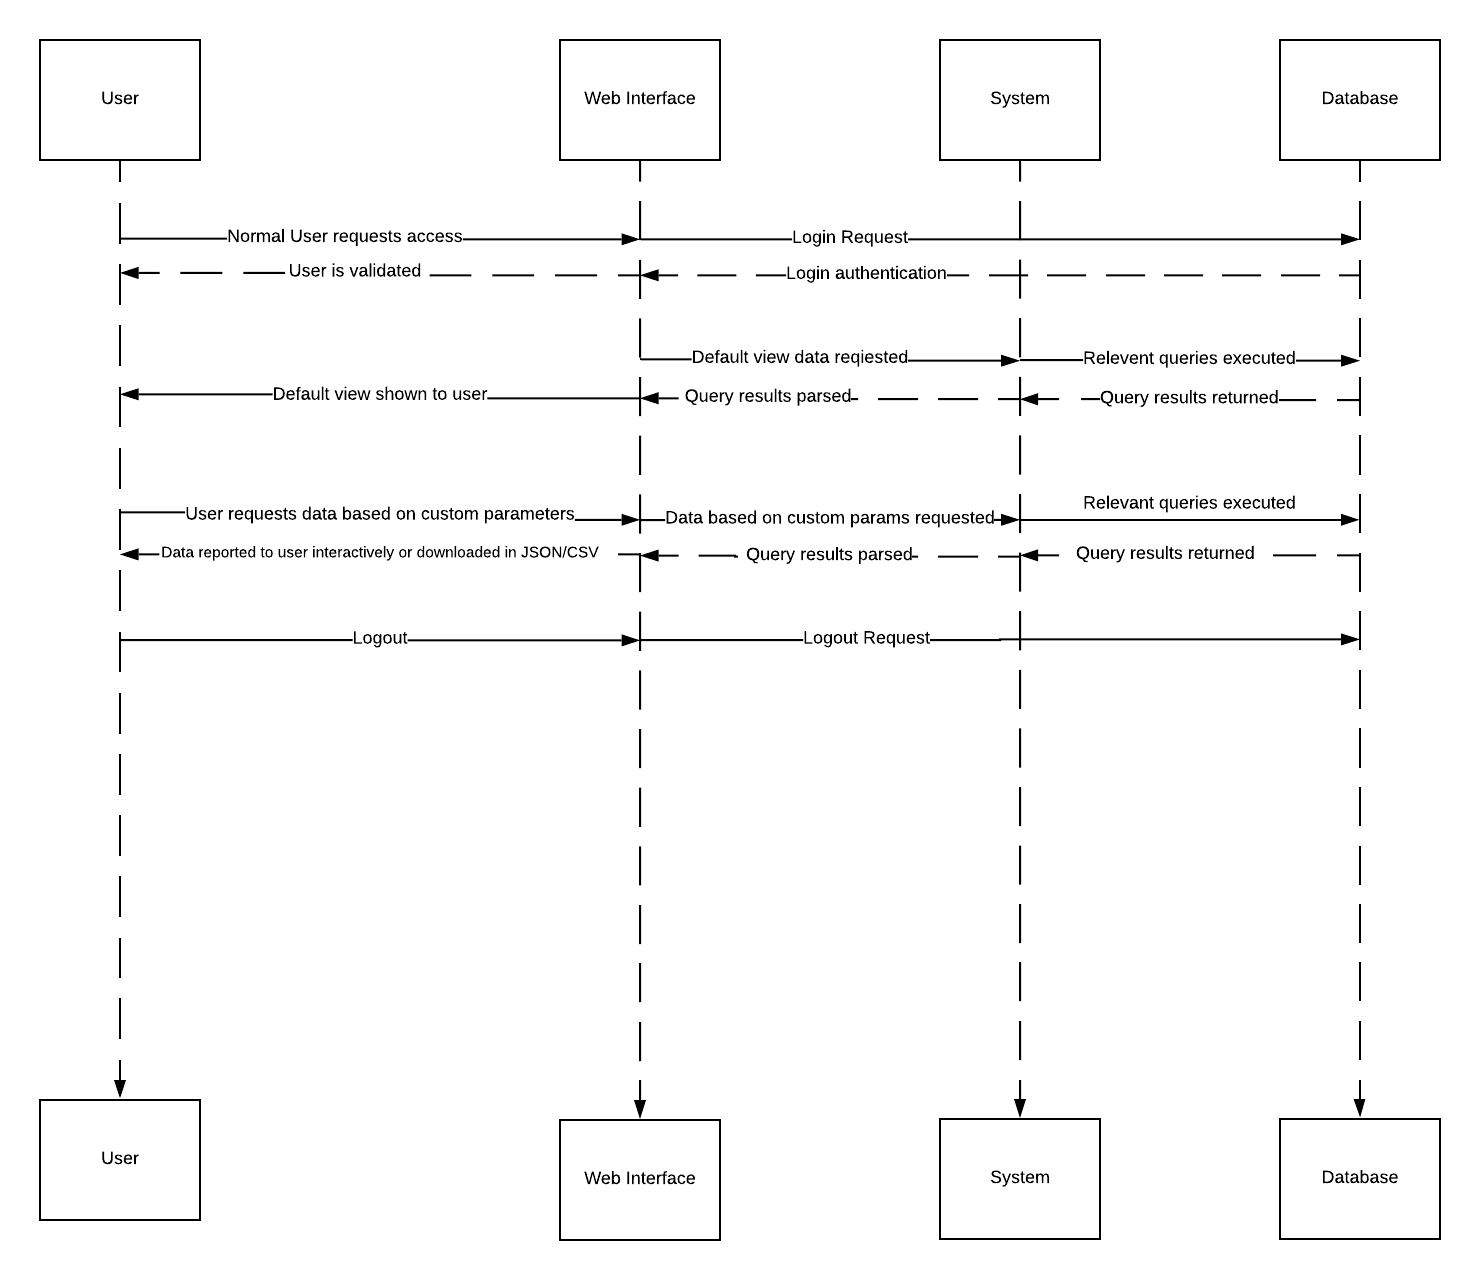 User
Web Interface
System
Database
Normal User requests access
Login Request
User is validated
Login authentication
Default view data reqiested
Relevent queries executed
Default view shown to user
Query results parsed
Query results returned
User requests data based on custom parameters
Data based on custom params requested
Relevant queries executed
Data reported to user interactively or downloaded in JSON/CSV
Query results parsed
Query results returned
Logout
Logout Request
User
Web Interface
System
Database